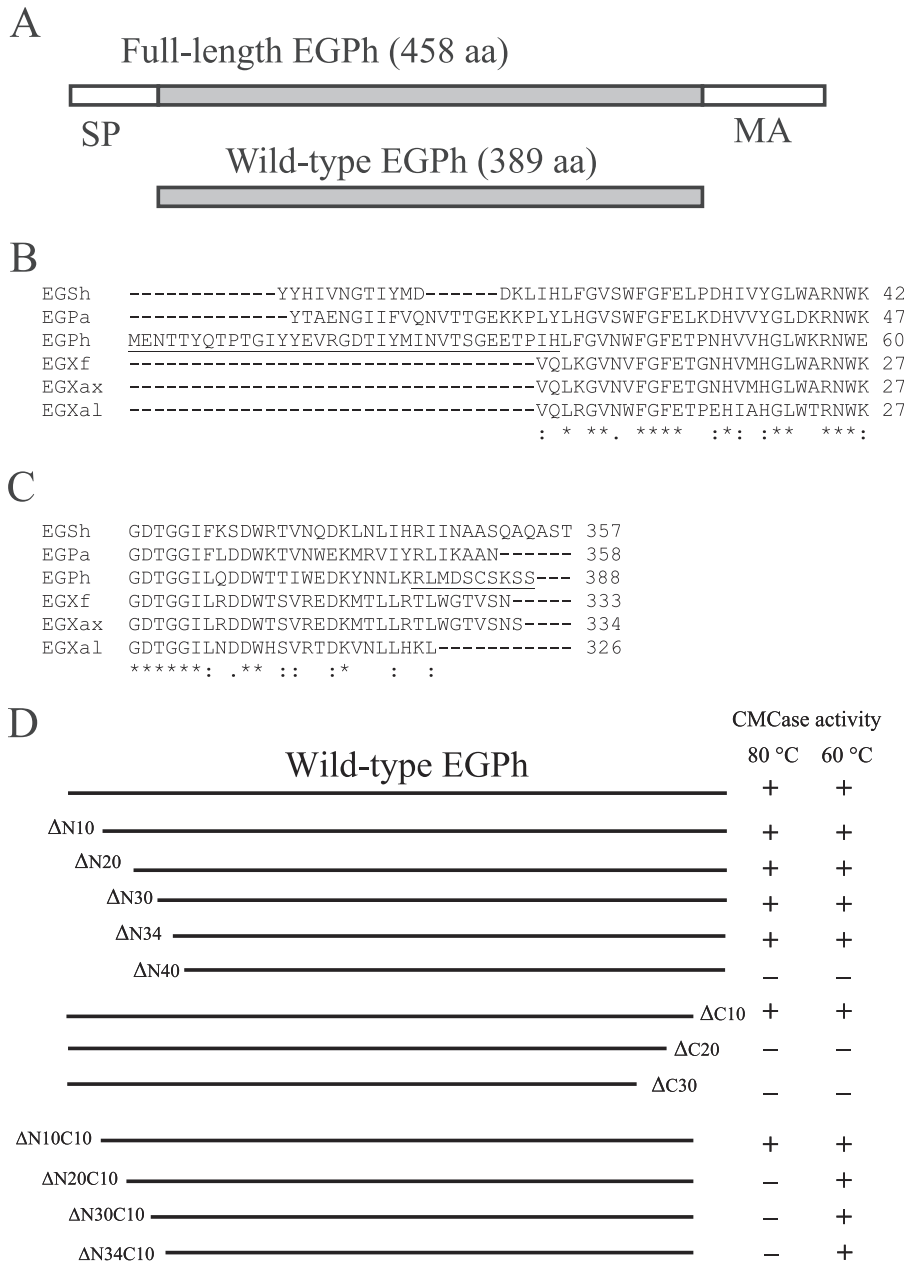 A
Full-length EGPh (458 aa)
SP
MA
Wild-type EGPh (389 aa)
B
EGSh ------------YYHIVNGTIYMD------DKLIHLFGVSWFGFELPDHIVYGLWARNWK 42
EGPa -------------YTAENGIIFVQNVTTGEKKPLYLHGVSWFGFELKDHVVYGLDKRNWK 47
EGPh MENTTYQTPTGIYYEVRGDTIYMINVTSGEETPIHLFGVNWFGFETPNHVVHGLWKRNWE 60
EGXf ---------------------------------VQLKGVNVFGFETGNHVMHGLWARNWK 27
EGXax ---------------------------------VQLKGVNVFGFETGNHVMHGLWARNWK 27
EGXal ---------------------------------VQLRGVNWFGFETPEHIAHGLWTRNWK 27
: * **. **** :*: :** ***:
C
EGSh GDTGGIFKSDWRTVNQDKLNLIHRIINAASQAQAST 357
EGPa GDTGGIFLDDWKTVNWEKMRVIYRLIKAAN------ 358
EGPh GDTGGILQDDWTTIWEDKYNNLKRLMDSCSKSS--- 388
EGXf GDTGGILRDDWTSVREDKMTLLRTLWGTVSN----- 333
EGXax GDTGGILRDDWTSVREDKMTLLRTLWGTVSNS---- 334
EGXal GDTGGILNDDWHSVRTDKVNLLHKL----------- 326
******: .** :: :* : :
D
CMCase activity
Wild-type EGPh
80 °C 60 °C
+ +
ΔN10 + +
ΔN20 + +
ΔN30 + +
ΔN34 + +
ΔN40 − −
ΔC10 + +
ΔC20 − −
ΔC30 − −
ΔN10C10 + +
ΔN20C10 − +
ΔN30C10 − +
ΔN34C10 − +